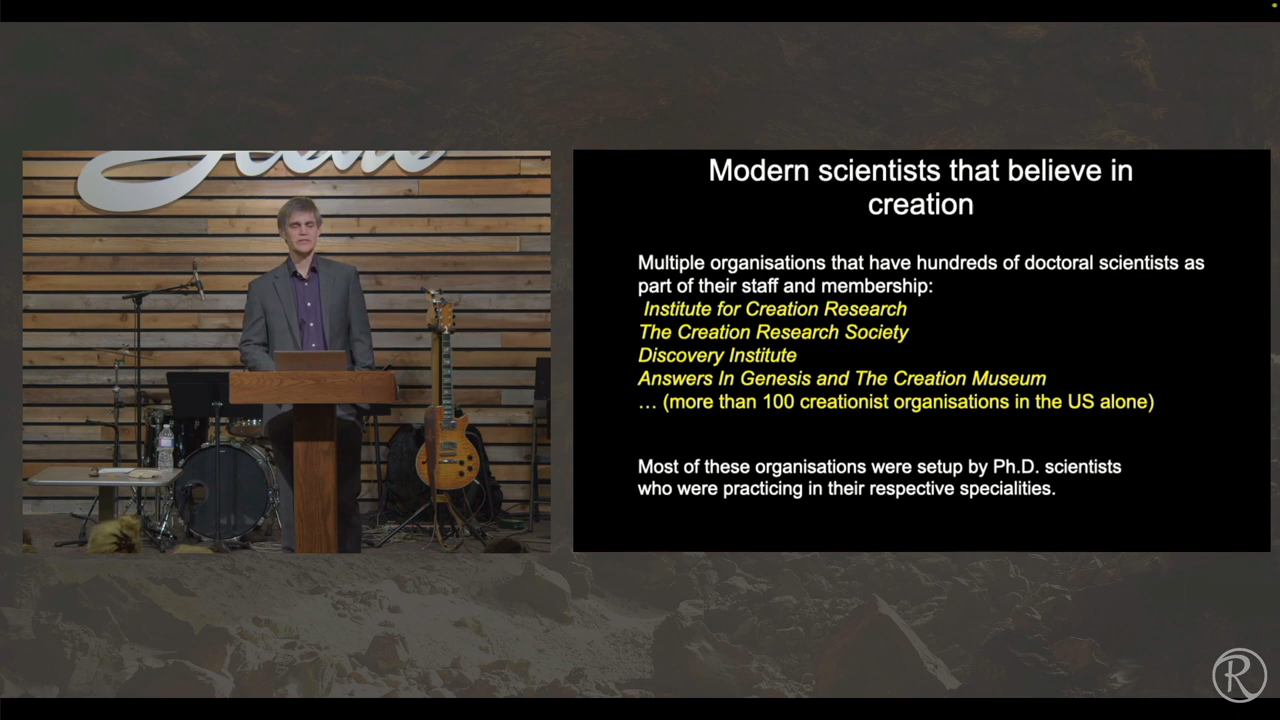 Modern scientists that believe in
creation
Multiple organisations that have hundreds of doctoral scientists as
part of their staff and membership:
Institute for Creation Research
The Creation Research Society
Discovery Institute
Answers In Genesis and The Creation Museum
… (more than 100 creationist organisations in the US alone)
Most of these organisations were setup by Ph.D. scientists
who were practicing in their respective specialities.
R